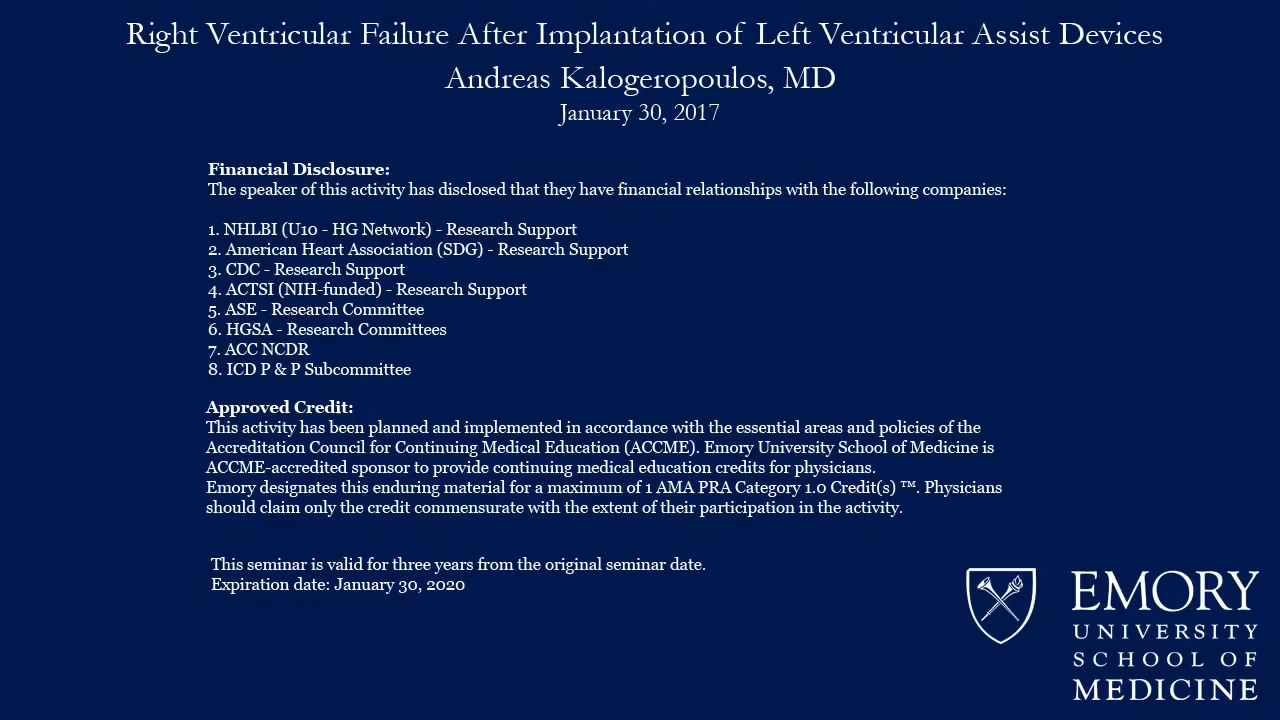 Right Ventricular Failure After Implantation of Left Ventricular Assist Devices
Andreas Kalogeropoulos, MD
January 30, 2017
Financial Disclosure:
The speaker of this activity has disclosed that they have financial relationships with the following companies:
1. NHLBI (U10 - HG Network) - Research Support
2. American Heart Association (SDG) - Research Support
3. CDC - Research Support
4. ACTSI (NIH-funded) - Research Support
5. ASE - Research Committee
6. HGSA - Research Committees
7. ACC NCDR
8. ICD P & P Subcommittee
Approved Credit:
This activity has been planned and implemented in accordance with the essential areas and policies of the
Accreditation Council for Continuing Medical Education (ACCME). Emory University School of Medicine is
ACCME-accredited sponsor to provide continuing medical education credits for physicians.
Emory designates this enduring material for a maximum of 1 AMA PRA Category 1.0 Credit(s) ™. Physicians
should claim only the credit commensurate with the extent of their participation in the activity.
This seminar is valid for three years from the original seminar date.
Expiration date: January 30, 2020
EMORY
UNIVERSITY
SCHOOL OF
MEDICINE